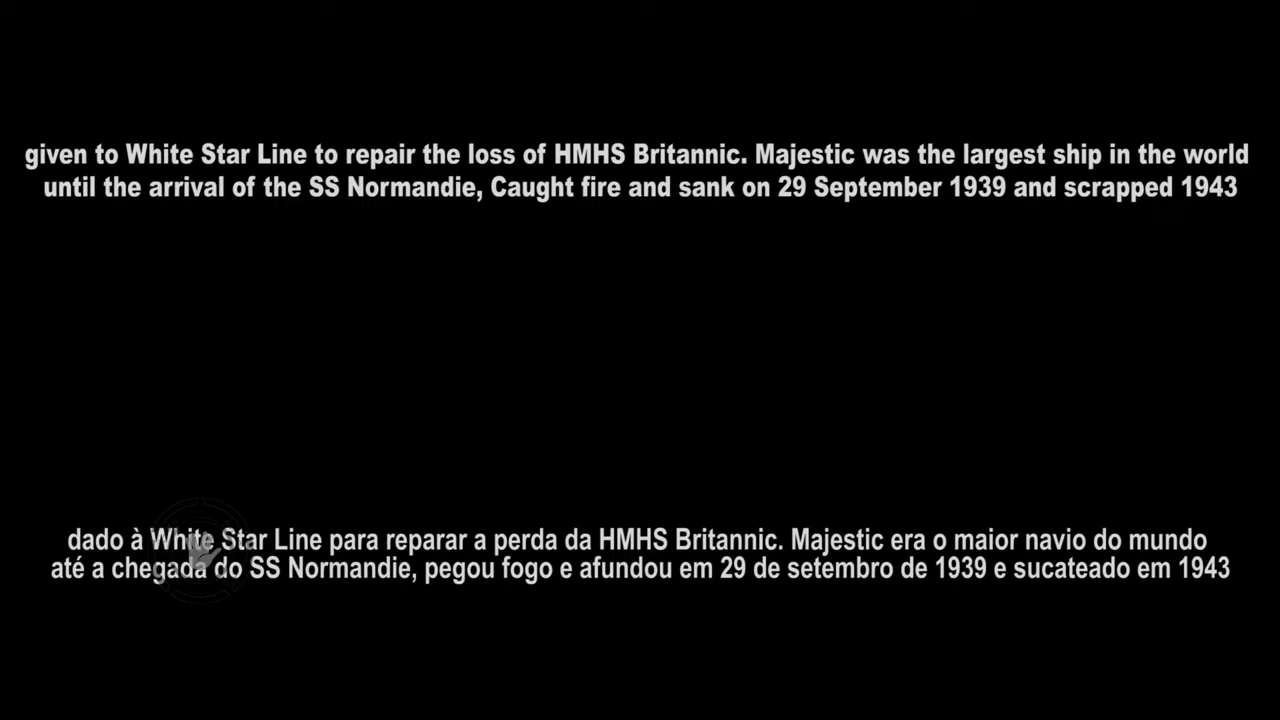 given to White Star Line to repair the loss of HMHS Britannic. Majestic was the largest ship in the world
until the arrival of the SS Normandie, Caught fire and sank on 29 September 1939 and scrapped 1943
dado à White Star Line para reparar a perda da HMHS Britannic. Majestic era o maior navio do mundo
até a chegada do SS Normandie, pegou fogo e afundou em 29 de setembro de 1939 e sucateado em 1943